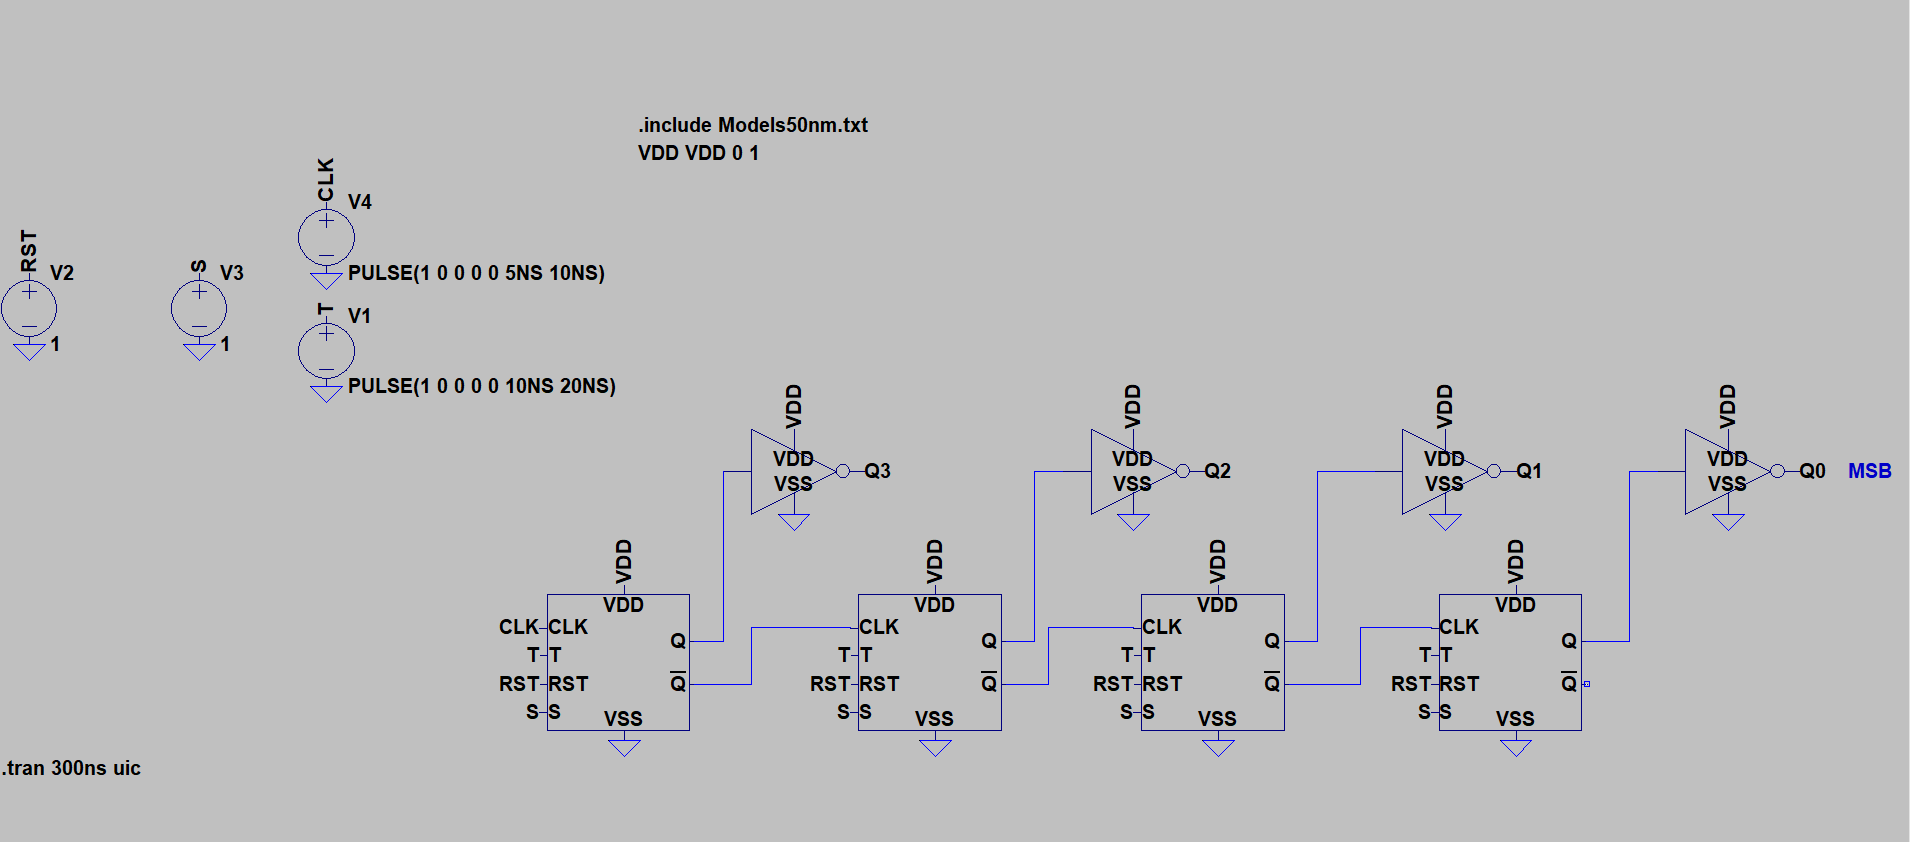 .include Models50nm.txt
VDD VDD 0 1
CLK
V4
PULSE(1 0 0 0 0 5NS 10NS)
RST
V2
1
S
V3
1
T
V1
PULSE(1 0 0 0 0 10NS 20NS)
VDD
VDD
VSS
Q3
VDD
VDD
VSS
Q2
VDD
VDD
VSS
Q1
VDD
VDD
VSS
Q0
MSB
VDD
VDD
CLK CLK
T T
RST RST
S S
Q
Q̅
VSS
VDD
VDD
CLK
T T
RST RST
S S
Q
Q̅
VSS
VDD
VDD
CLK
T T
RST RST
S S
Q
Q̅
VSS
VDD
VDD
CLK
T T
RST RST
S S
Q
Q̅
VSS
.tran 300ns uic